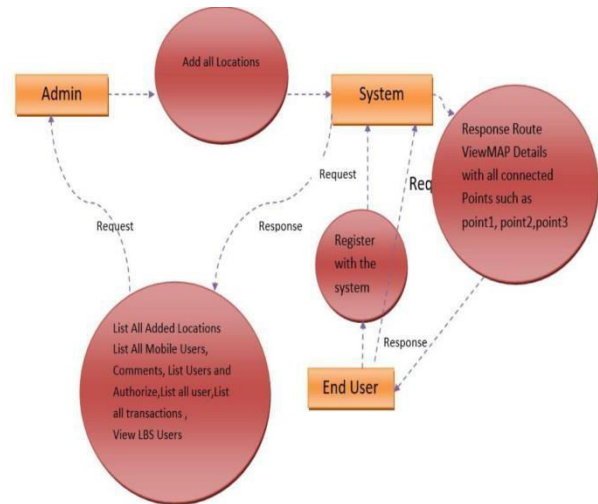 Add all Locations
Admin
System
Response Route
ViewMAP Details
with all connected
Points such as
point1, point2,point3
Request
Req
Request
Response
Register
with the
system
List All Added Locations
List All Mobile Users,
Comments, List Users and
Authorize,List all user,List
all transactions ,
View LBS Users
Response
End User